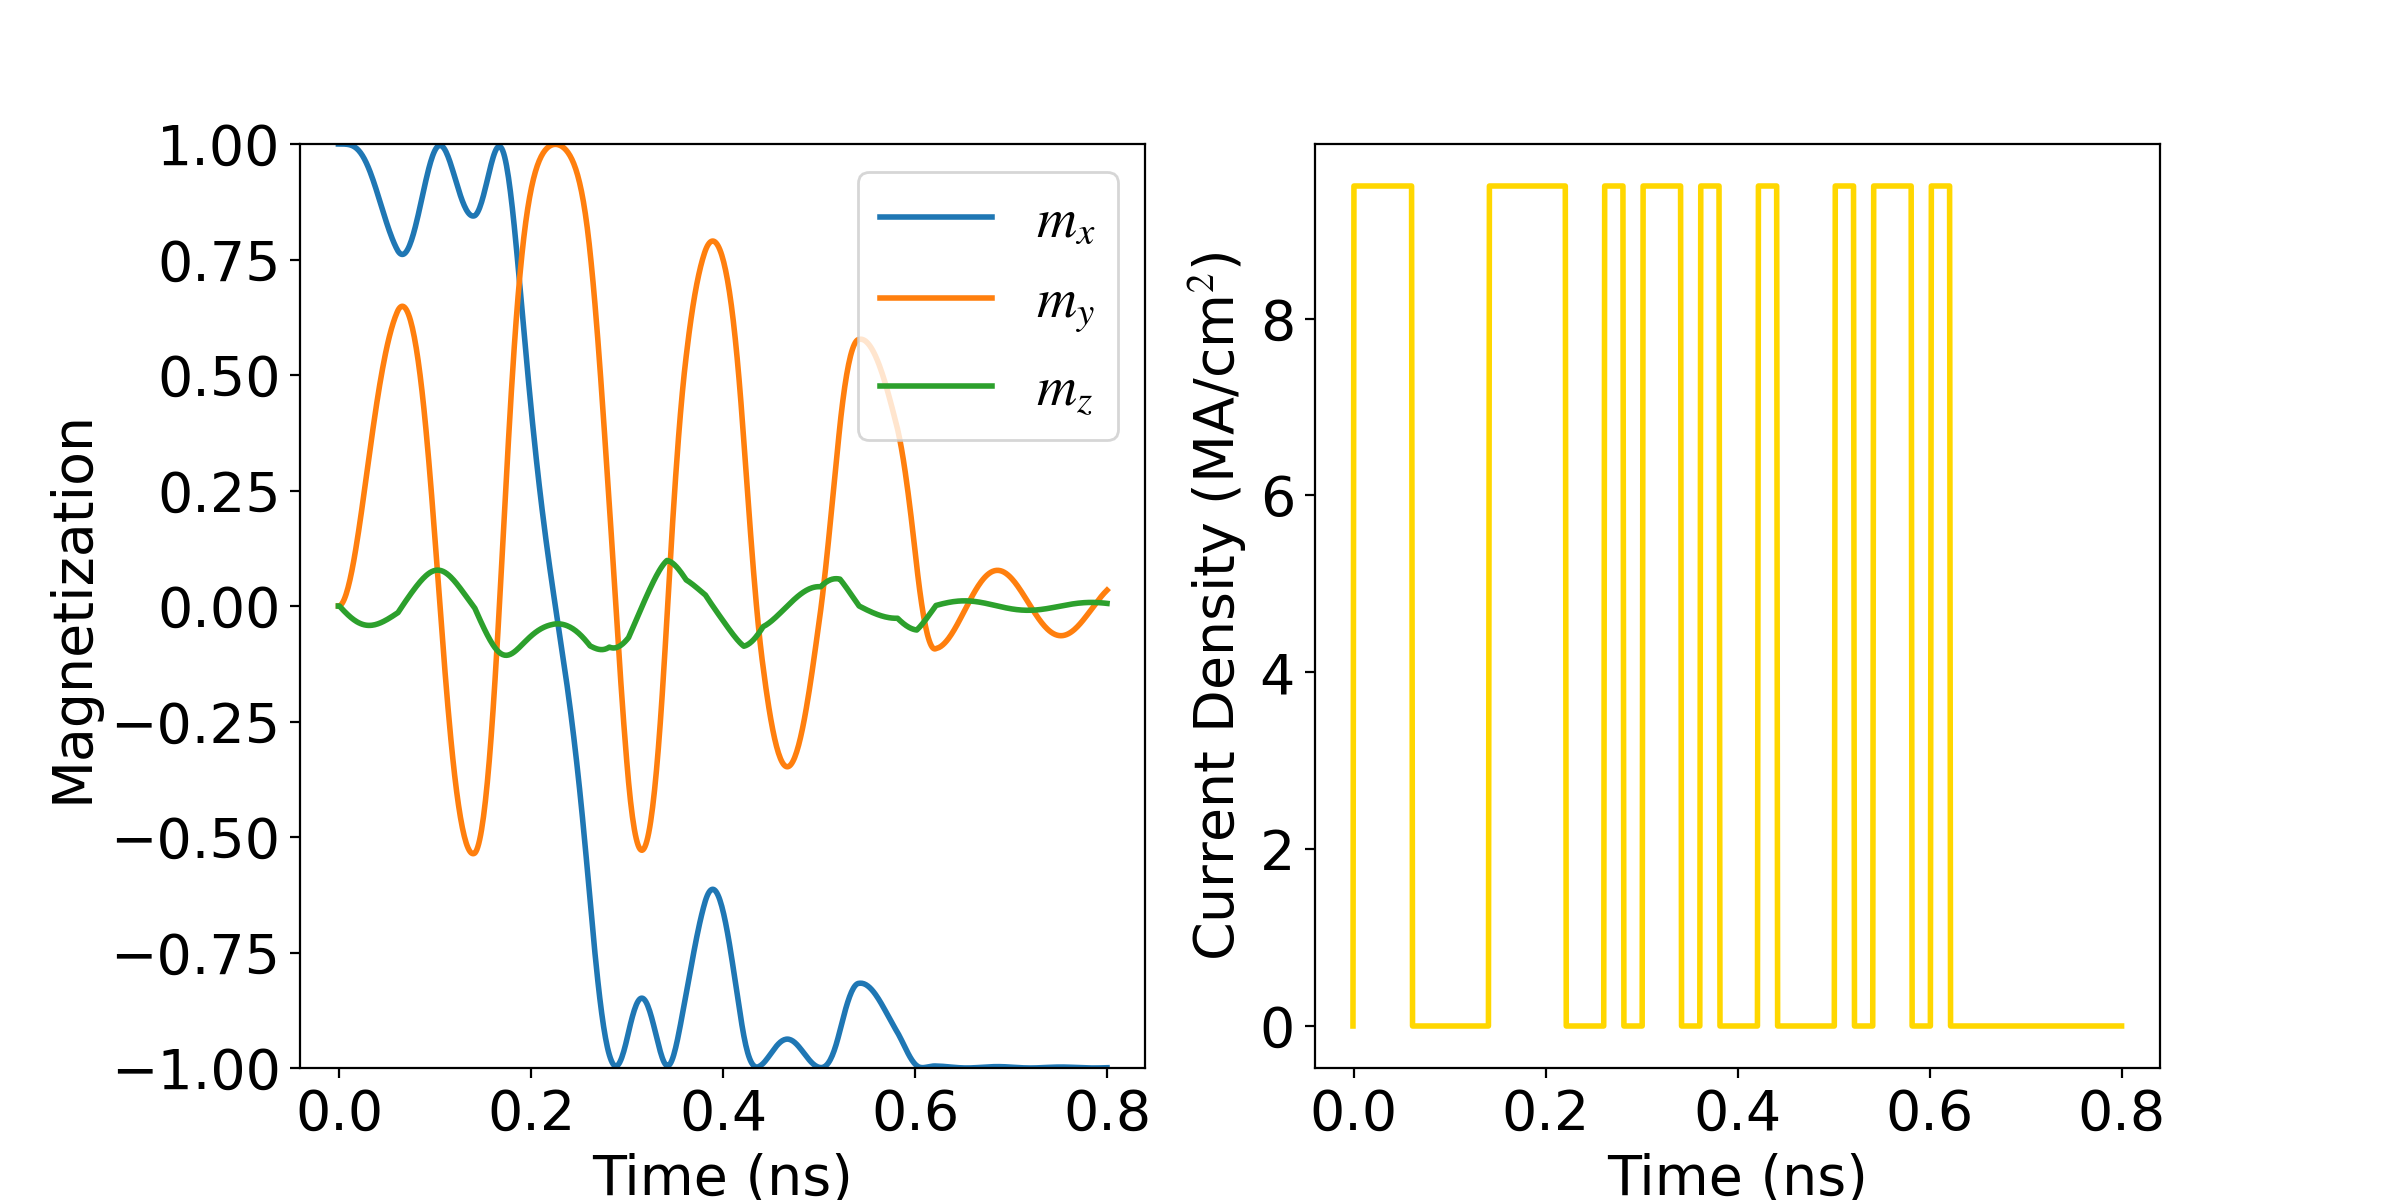 Magnetization
1.00
0.75
0.50
0.25
0.00
−0.25
−0.50
−0.75
−1.00
0.0 0.2 0.4 0.6 0.8
Time (ns)
m_x
m_y
m_z
Current Density (MA/cm²)
8
6
4
2
0
0.0 0.2 0.4 0.6 0.8
Time (ns)